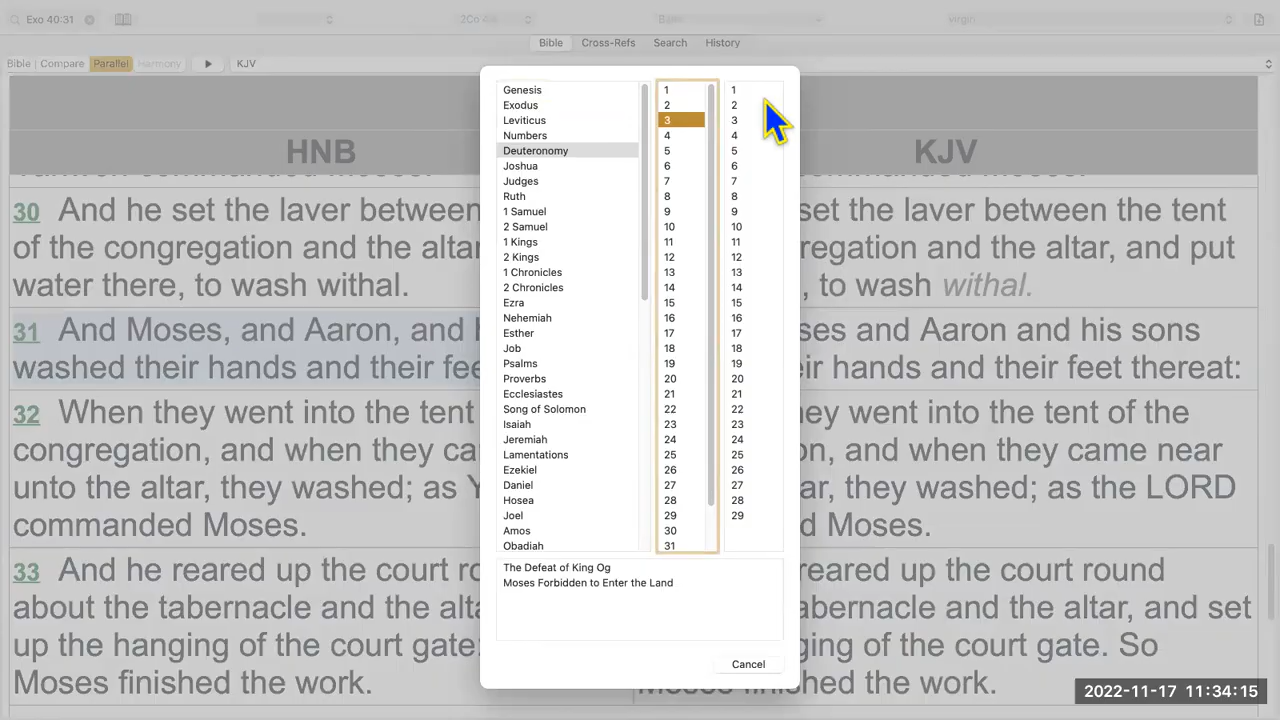 Exo 40:31
2Co
Bible
virgin
Bible Cross-Refs Search History
Bible Compare Parallel Harmony KJV
HNB KJV
30 And he set the laver between
of the congregation and the altar
water there, to wash withal.
31 And Moses, and Aaron, and
washed their hands and their fee
32 When they went into the tent
congregation, and when they ca
unto the altar, they washed; as Y
commanded Moses.
33 And he reared up the court ro
about the tabernacle and the alta
up the hanging of the court gate.
Moses finished the work.
set the laver between the tent
regation and the altar, and put
, to wash withal.
ses and Aaron and his sons
eir hands and their feet thereat:
ey went into the tent of the
on, and when they came near
ar, they washed; as the LORD
d Moses.
reared up the court round
abernacle and the altar, and set
ging of the court gate. So
Moses finished the work.
Genesis
Exodus
Leviticus
Numbers
Deuteronomy
Joshua
Judges
Ruth
1 Samuel
2 Samuel
1 Kings
2 Kings
1 Chronicles
2 Chronicles
Ezra
Nehemiah
Esther
Job
Psalms
Proverbs
Ecclesiastes
Song of Solomon
Isaiah
Jeremiah
Lamentations
Ezekiel
Daniel
Hosea
Joel
Amos
Obadiah
1
2
3
4
5
6
7
8
9
10
11
12
13
14
15
16
17
18
19
20
21
22
23
24
25
26
27
28
29
30
31
1
2
3
4
5
6
7
8
9
10
11
12
13
14
15
16
17
18
19
20
21
22
23
24
25
26
27
28
29
The Defeat of King Og
Moses Forbidden to Enter the Land
Cancel
2022-11-17 11:34:15